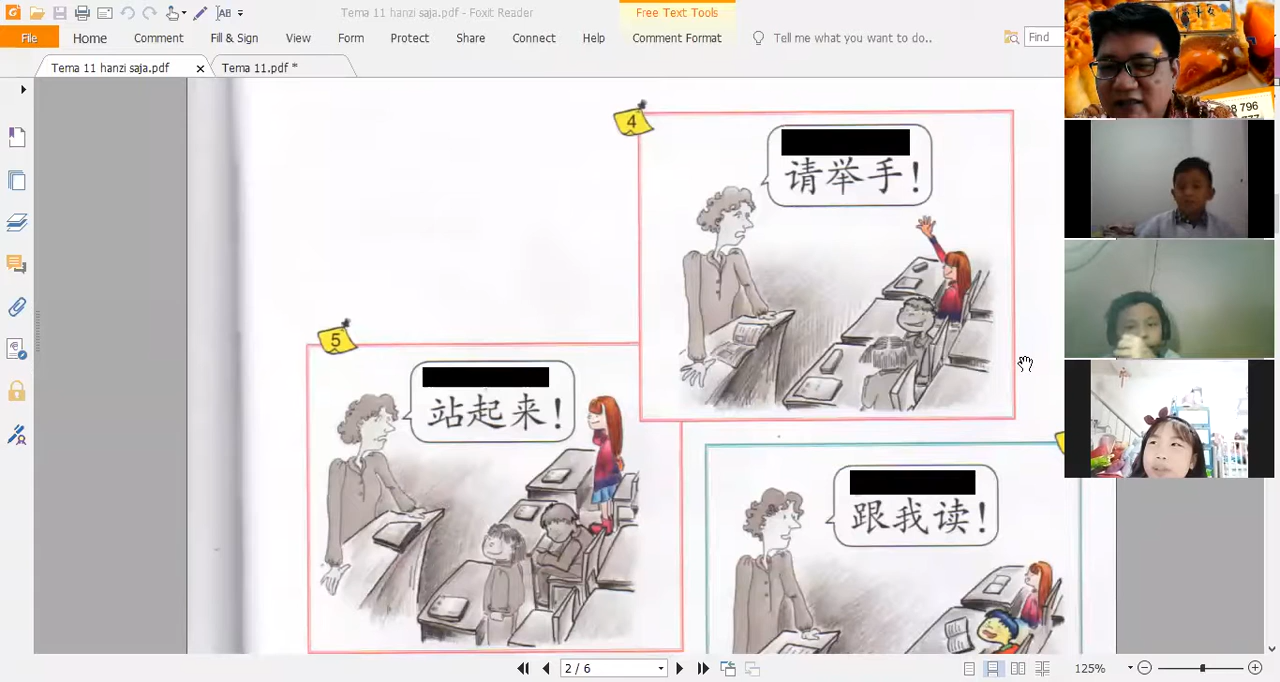 Tema 11 hanzi saja.pdf - Foxit Reader
Free Text Tools
File
Home
Comment
Fill & Sign
View
Form
Protect
Share
Connect
Help
Comment Format
Tell me what you want to do..
Find
Tema 11 hanzi saja.pdf
Tema 11.pdf *
8 796
4
请举手!
5
站起来!
跟我读!
2 / 6
125%